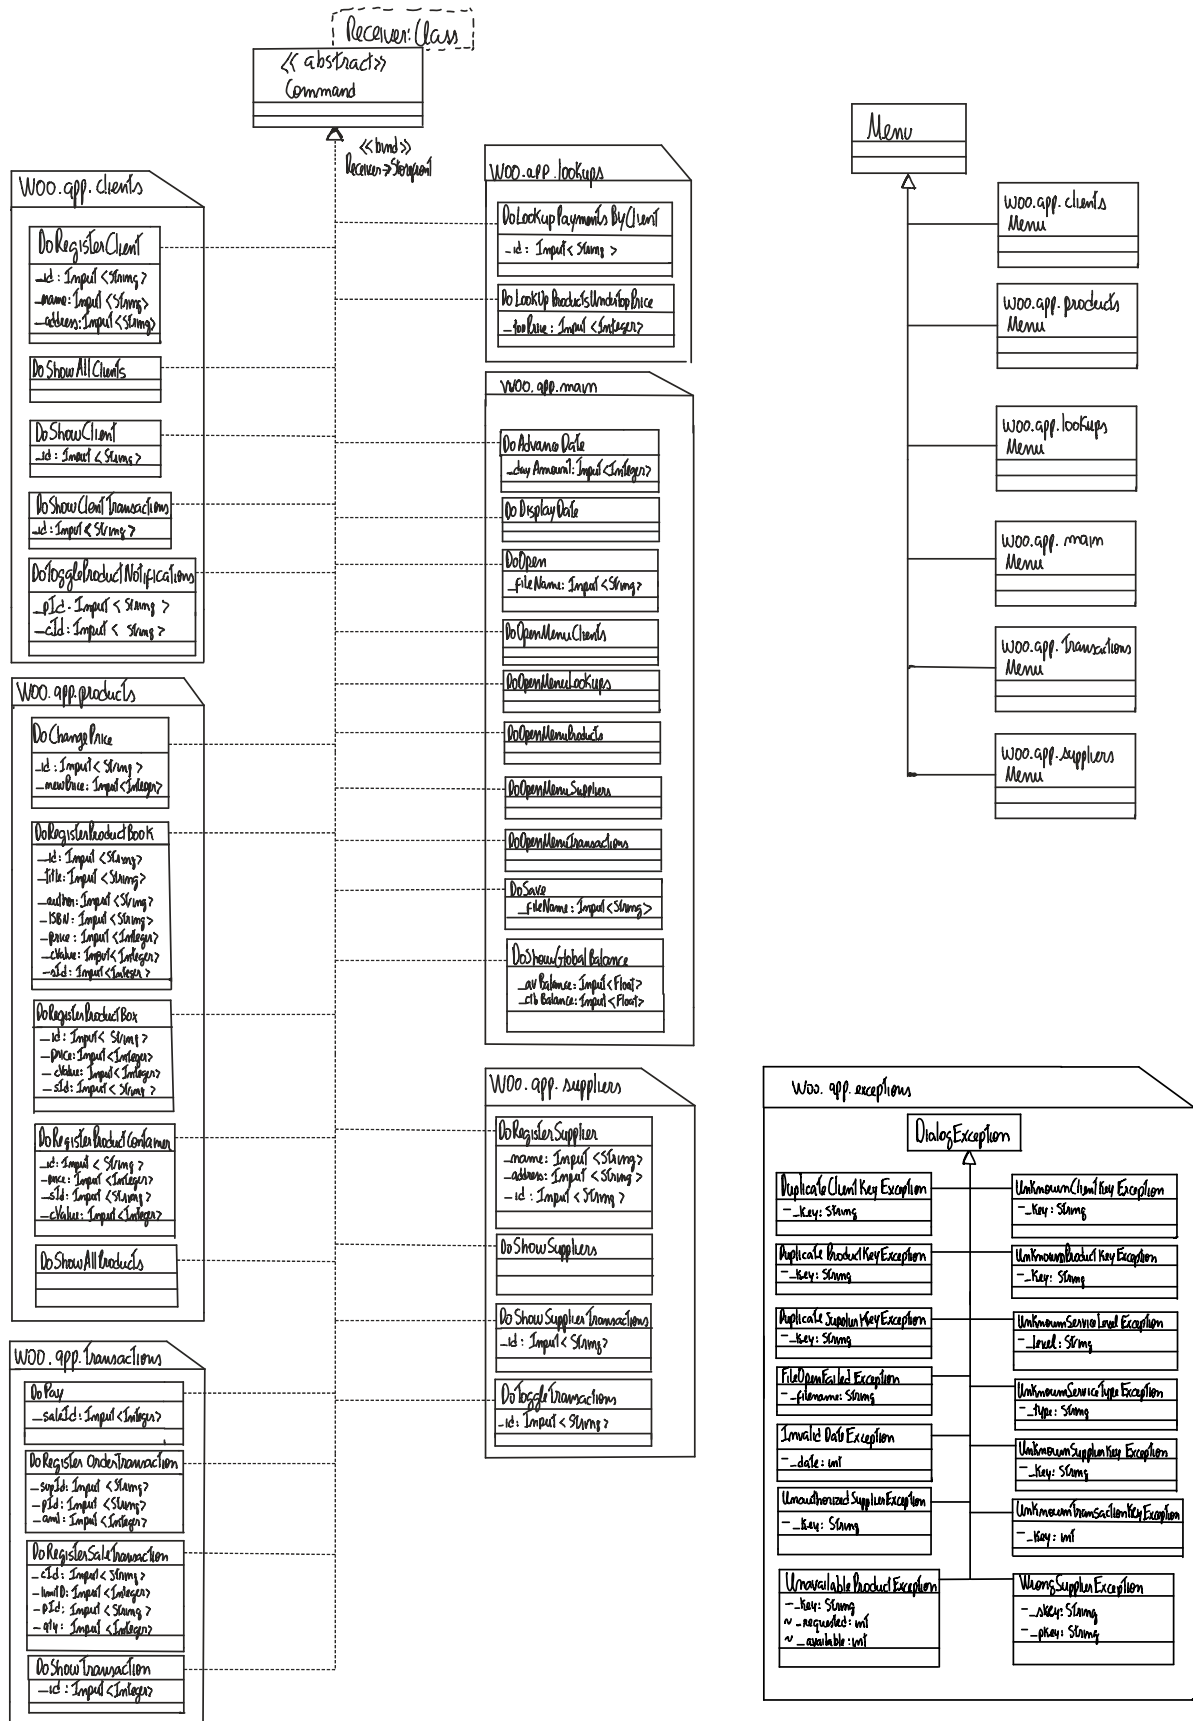 Receiver: Class
<< abstract >>
Command
<<bind>>
Receiver->Storefront
Woo.app.clients
DoRegisterClient
_id: Input <String>
_name: Input <String>
_address: Input <String>
DoShowAllClients
DoShowClient
_id: Input <String>
DoShowClientTransactions
_id: Input <String>
DoToggleProductNotifications
_pId: Input <String>
_cId: Input < String >
Woo.app.products
DoChangePrice
_id: Input <String>
_newPrice: Input <Integer>
DoRegisterProductBook
_id: Input <String>
_title: Input <String>
_author: Input <String>
_ISBN: Input <String>
_price: Input <Integer>
_cValue: Input <Integer>
_sId: Input <Integer>
DoRegisterProductBox
_id: Input < String >
_price: Input <Integer>
_cValue: Input <Integer>
_sId: Input < String >
DoRegisterProductContainer
_id: Input < String >
_price: Input <Integer>
_sId: Input <String>
_cValue: Input <Integer>
DoShowAllProducts
Woo.app.Transactions
DoPay
_saleId: Input <Integer>
DoRegister OrderTransaction
_supId: Input <String>
_pId: Input <String>
_amt: Input <Integer>
DoRegisterSaleTransaction
_cId: Input <String>
_limitD: Input <Integer>
_pId: Input <String>
_qty: Input <Integer>
DoShowTransaction
_id: Input <Integer>
Woo.app.lookups
DoLookupPaymentsByClient
_id: Input <String >
DoLookUpProductsUnderTopPrice
_topPrice: Input <Integer>
Woo.app.main
DoAdvanceDate
_dayAmount: Input <Integer>
DoDisplayDate
DoOpen
_fileName: Input <String>
DoOpenMenuClients
DoOpenMenuLookups
DoOpenMenuProducts
DoOpenMenuSuppliers
DoOpenMenuTransactions
DoSave
_fileName: Input <String>
DoShowGlobalBalance
_avBalance: Input <Float>
_ctbBalance: Input <Float>
Woo.app.suppliers
DoRegisterSupplier
_name: Input <String>
_address: Input <String>
_id: Input <String>
DoShowSuppliers
DoShowSupplierTransactions
_id: Input <String>
DoToggleTransactions
_id: Input <String>
Menu
Woo.app.clients
Menu
Woo.app.products
Menu
Woo.app.lookups
Menu
Woo.app.main
Menu
Woo.app.Transactions
Menu
Woo.app.suppliers
Menu
Woo.app.exceptions
DialogException
DuplicateClientKeyException
-_key: String
UnknownClientKeyException
-_key: String
DuplicateProductKeyException
-_key: String
UnknownProductKeyException
-_key: String
DuplicateSupplierKeyException
-_key: String
UnknownServiceLevelException
-_level: String
FileOpenFailedException
-_filename: String
UnknownServiceTypeException
-_type: String
InvalidDateException
-_date: int
UnknownSupplierKeyException
-_key: String
UnauthorizedSupplierException
-_key: String
UnknownTransactionKeyException
-_key: int
UnavailableProductException
-_key: String
~_requested: int
~_available: int
WrongSupplierException
-_skey: String
-_pkey: String